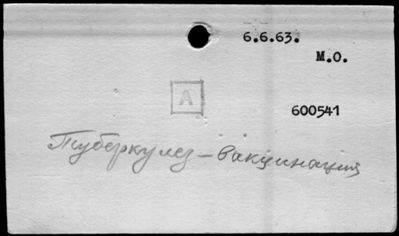 6.6.63.
М.О.
А
600541
Туберкулез – вакцинация